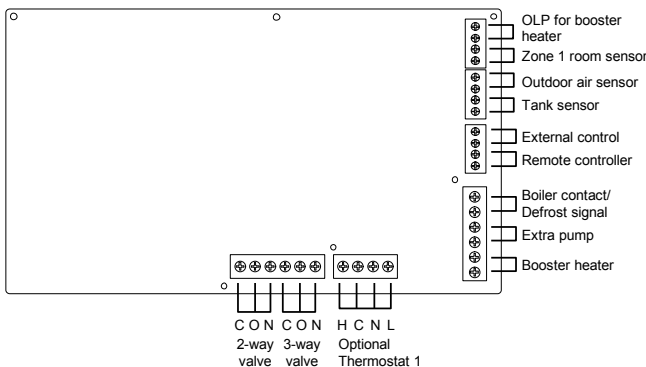 OLP for booster
heater
Zone 1 room sensor
Outdoor air sensor
Tank sensor
External control
Remote controller
Boiler contact/
Defrost signal
Extra pump
Booster heater
C O N C O N H C N L
2-way 3-way Optional
valve valve Thermostat 1